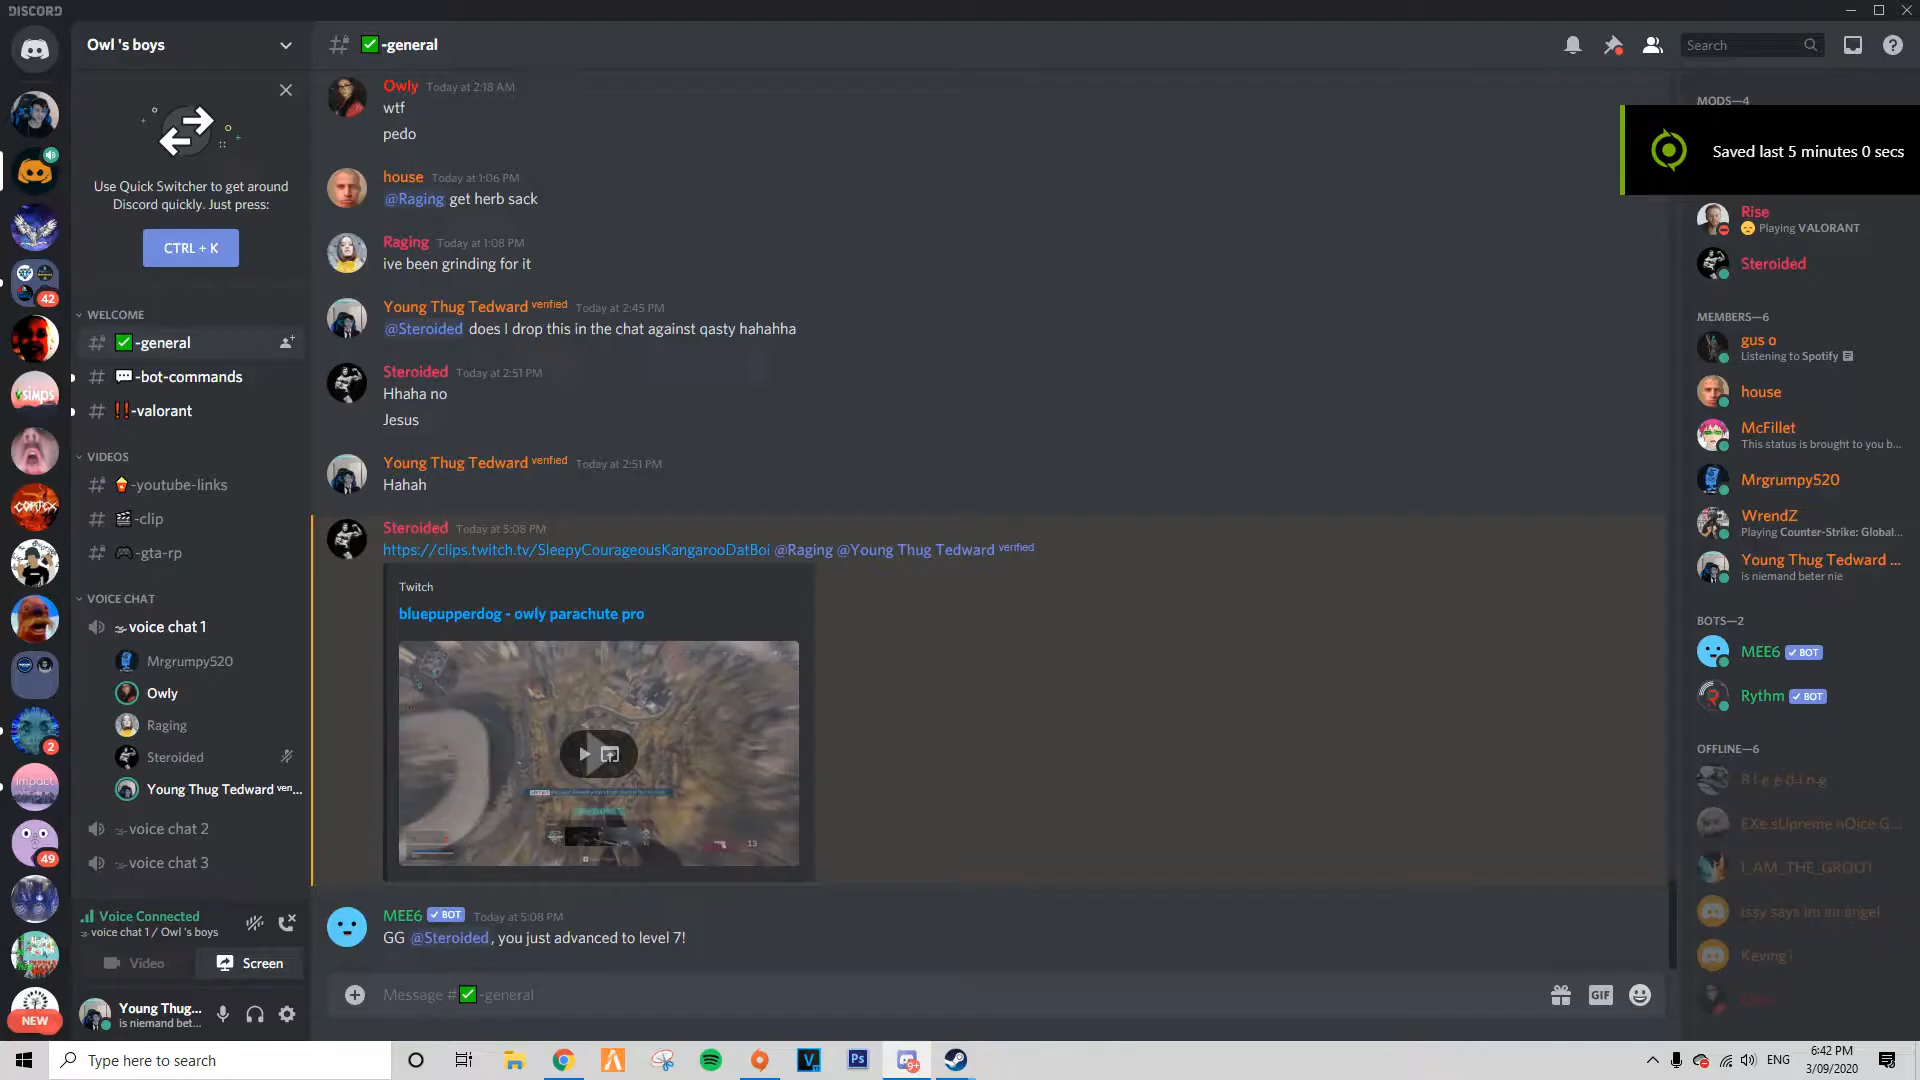 DISCORD
Owl 's boys
-general
Search
Use Quick Switcher to get around
Discord quickly. Just press:
CTRL + K
WELCOME
-general
-bot-commands
-valorant
VIDEOS
-youtube-links
-clip
-gta-rp
VOICE CHAT
voice chat 1
Mrgrumpy520
Owly
Raging
Steroided
Young Thug Tedward ven...
voice chat 2
voice chat 3
Voice Connected
voice chat 1 / Owl 's boys
Video
Screen
Young Thug...
is niemand bet...
42
SIMPS
CORTEX
2
Impact
49
NEW
Owly Today at 2:18 AM
wtf
pedo
house Today at 1:06 PM
@Raging get herb sack
Raging Today at 1:08 PM
ive been grinding for it
Young Thug Tedward verified Today at 2:45 PM
@Steroided does I drop this in the chat against qasty hahahha
Steroided Today at 2:51 PM
Hhaha no
Jesus
Young Thug Tedward verified Today at 2:51 PM
Hahah
Steroided Today at 5:08 PM
https://clips.twitch.tv/SleepyCourageousKangarooDatBoi @Raging @Young Thug Tedward verified
Twitch
bluepupperdog - owly parachute pro
13
MEE6 BOT Today at 5:08 PM
GG @Steroided, you just advanced to level 7!
Message # -general
GIF
MODS—4
Saved last 5 minutes 0 secs
Rise
Playing VALORANT
Steroided
MEMBERS—6
gus o
Listening to Spotify
house
McFillet
This status is brought to you b...
Mrgrumpy520
WrendZ
Playing Counter-Strike: Global...
Young Thug Tedward ...
is niemand beter nie
BOTS—2
MEE6 BOT
Rythm BOT
OFFLINE—6
B l e e d i n g
EXe sUpreme nOice G...
I_AM_THE_GROOT
issy says im an angel
Type here to search
Ps
9+
ENG
6:42 PM
3/09/2020